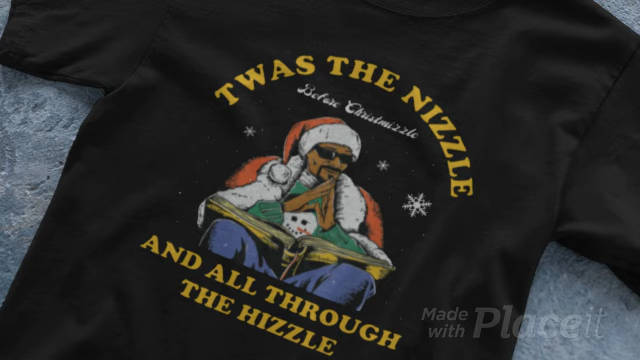 TWAS THE NIZZLE
Before Christmizzle
AND ALL THROUGH
THE HIZZLE
Made
with Placeit